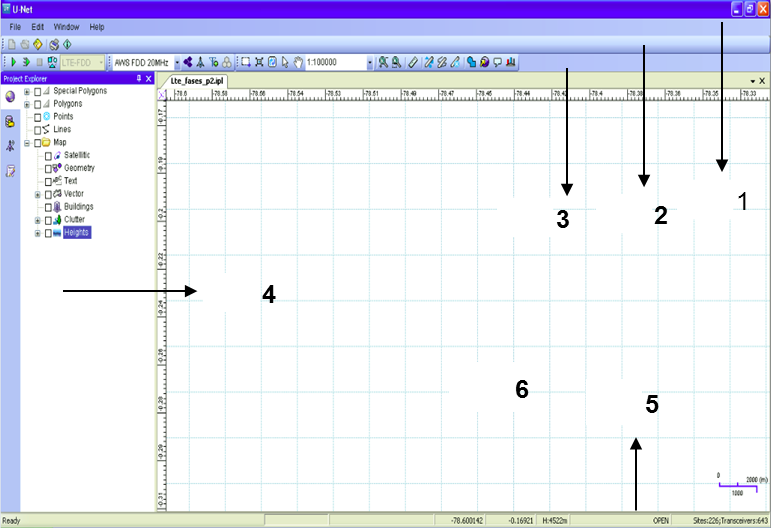 U-Net
File Edit Window Help
LTE-FDD AWS FDD 20MHz 1:100000
Project Explorer
Lte_fases_p2.ipl
Special Polygons
Polygons
Points
Lines
Map
Satellitic
Geometry
Text
Vector
Buildings
Clutter
Heights
-78.6 -78.58 -78.56 -78.54 -78.53 -78.51 -78.49 -78.47 -78.46 -78.44 -78.42 -78.4 -78.38 -78.36 -78.35 -78.33
-0.17
-0.19
-0.2
-0.22
-0.24
-0.26
-0.28
-0.29
-0.31
1
2
3
4
6
5
0 2000 (m)
1000
Ready -78.600142 -0.16921 H:4522m OPEN Sites:226;Transceivers:643